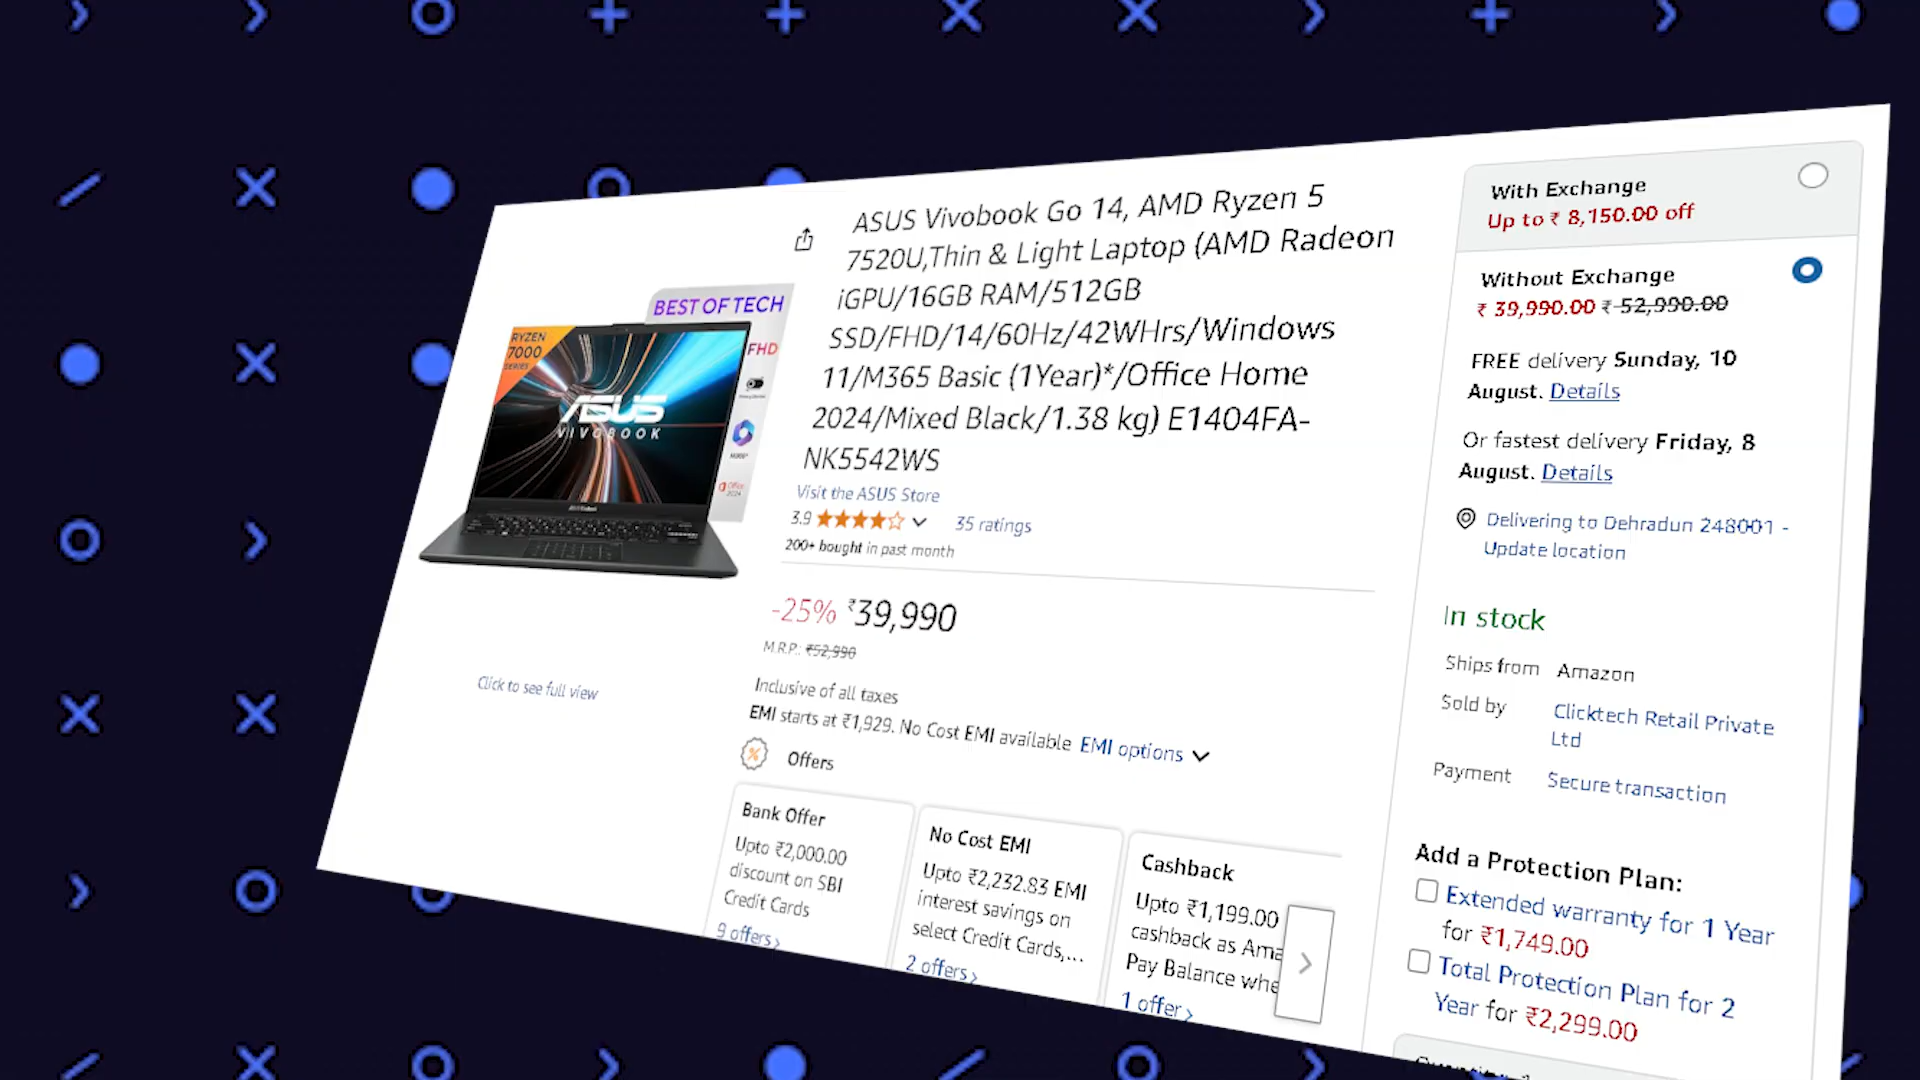 ASUS Vivobook Go 14, AMD Ryzen 5
7520U,Thin & Light Laptop (AMD Radeon
iGPU/16GB RAM/512GB
SSD/FHD/14/60Hz/42WHrs/Windows
11/M365 Basic (1Year)*/Office Home
2024/Mixed Black/1.38 kg) E1404FA-
NK5542WS
Visit the ASUS Store
3.9
35 ratings
200+ bought in past month
BEST OF TECH
RYZEN
7000
SERIES
FHD
ASUS
VIVOBOOK
M365*
Office
2024
Click to see full view
-25% ₹39,990
M.R.P.: ₹52,990
Inclusive of all taxes
EMI starts at ₹1,929. No Cost EMI available EMI options
Offers
Bank Offer
Upto ₹2,000.00
discount on SBI
Credit Cards
9 offers›
No Cost EMI
Upto ₹2,232.83 EMI
interest savings on
select Credit Cards,...
2 offers›
Cashback
Upto ₹1,199.00
cashback as Ama
Pay Balance whe
1 offer›
With Exchange
Up to ₹ 8,150.00 off
Without Exchange
₹ 39,990.00 ₹ 52,990.00
FREE delivery Sunday, 10
August. Details
Or fastest delivery Friday, 8
August. Details
Delivering to Dehradun 248001 -
Update location
In stock
Ships from Amazon
Sold by Clicktech Retail Private
Ltd
Payment Secure transaction
Add a Protection Plan:
Extended warranty for 1 Year
for ₹1,749.00
Total Protection Plan for 2
Year for ₹2,299.00